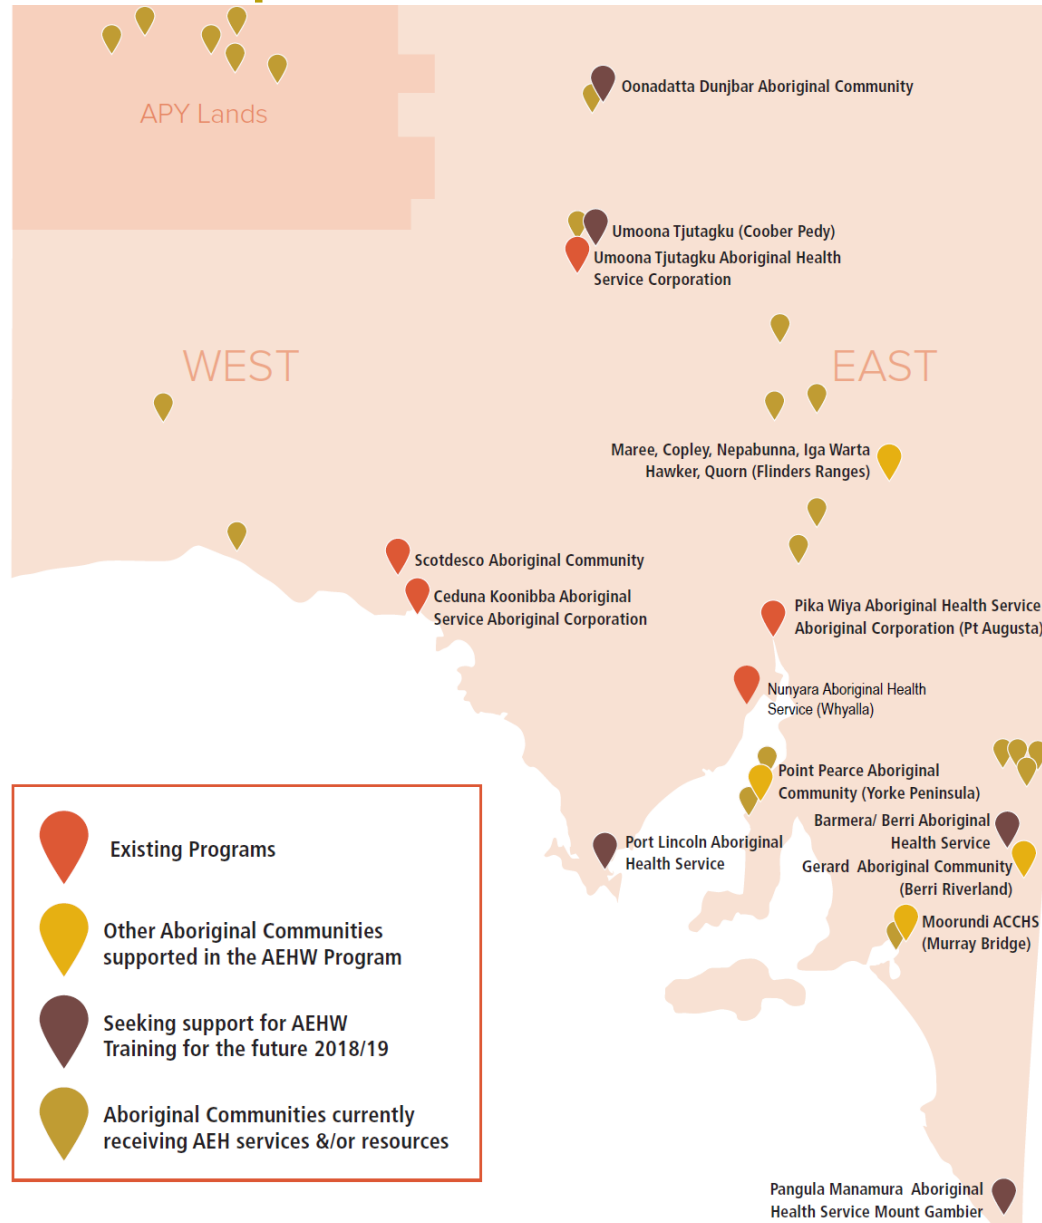 Oonadatta Dunjbar Aboriginal Community
APY Lands
Umoona Tjutagku (Coober Pedy)
Umoona Tjutagku Aboriginal Health
Service Corporation
WEST
EAST
Maree, Copley, Nepabunna, Iga Warta
Hawker, Quorn (Flinders Ranges)
Scotdesco Aboriginal Community
Ceduna Koonibba Aboriginal
Service Aboriginal Corporation
Pika Wiya Aboriginal Health Service
Aboriginal Corporation (Pt Augusta)
Nunyara Aboriginal Health
Service (Whyalla)
Point Pearce Aboriginal
Community (Yorke Peninsula)
Barmera/ Berri Aboriginal
Health Service
Port Lincoln Aboriginal
Health Service
Gerard Aboriginal Community
(Berri Riverland)
Moorundi ACCHS
(Murray Bridge)
Existing Programs
Other Aboriginal Communities
supported in the AEHW Program
Seeking support for AEHW
Training for the future 2018/19
Aboriginal Communities currently
receiving AEH services &/or resources
Pangula Manamura Aboriginal
Health Service Mount Gambier